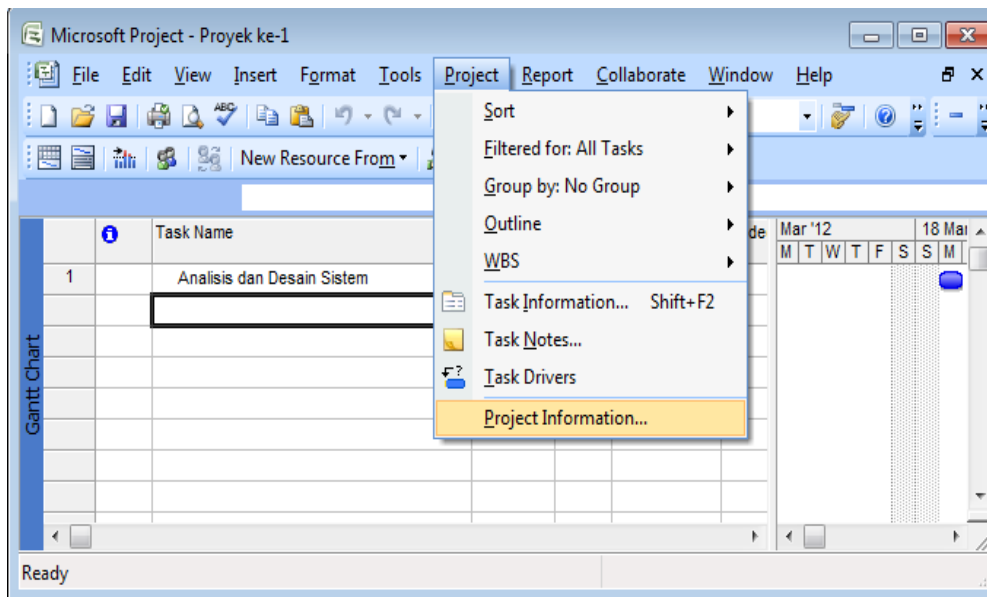 Microsoft Project - Proyek ke-1
File Edit View Insert Format Tools Project Report Collaborate Window Help
ABC
New Resource From
Sort
Filtered for: All Tasks
Group by: No Group
Outline
WBS
Task Information... Shift+F2
Task Notes...
Task Drivers
Project Information...
Task Name
de
Mar '12 18 Mar
M T W T F S S M
1 Analisis dan Desain Sistem
Gantt Chart
Ready